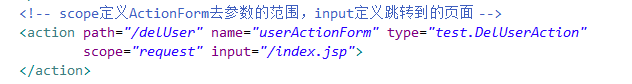 <!-- scope定义ActionForm去参数的范围，input定义跳转到的页面 -->
<action path="/delUser" name="userActionForm" type="test.DelUserAction"
scope="request" input="/index.jsp">
</action>